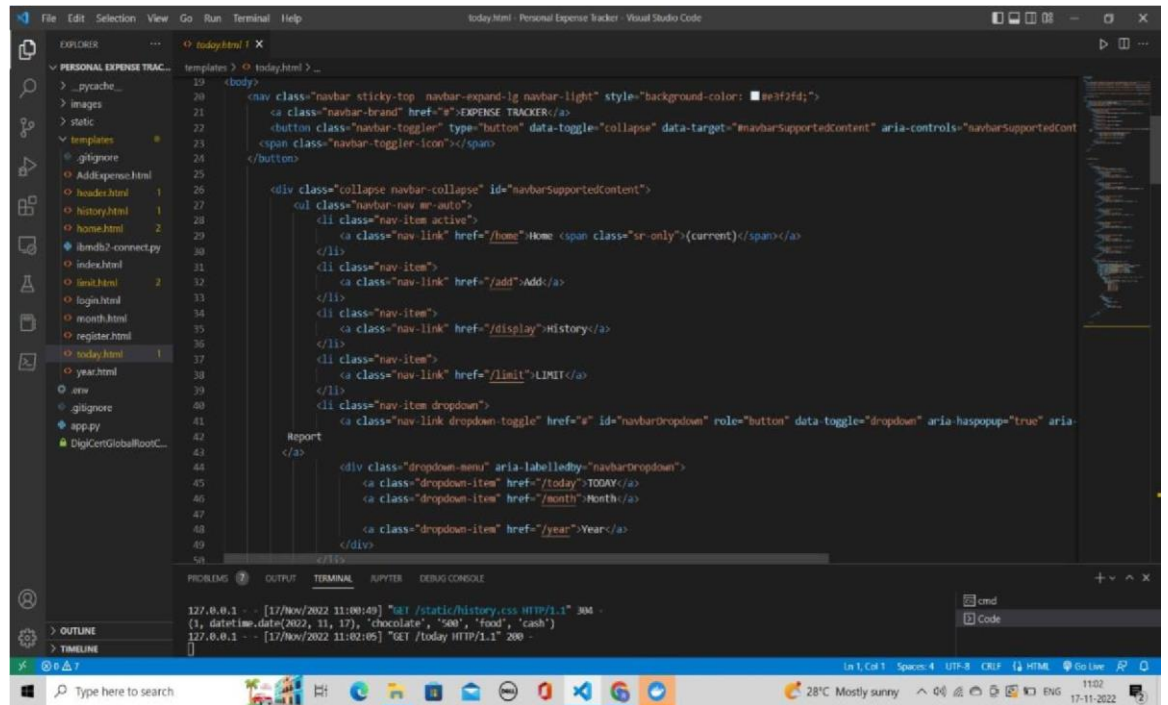 File Edit Selection View Go Run Terminal Help
today.html - Personal Expense Tracker - Visual Studio Code
EXPLORER
PERSONAL EXPENSE TRAC...
__pycache__
images
static
templates
.gitignore
AddExpense.html
header.html 1
history.html 1
home.html 2
ibmdb2-connect.py
index.html
limit.html 2
login.html
month.html
register.html
today.html 1
year.html
.env
.gitignore
app.py
DigiCertGlobalRootC...
OUTLINE
TIMELINE
today.html 1 X
templates > today.html > ...
19 <body>
20 <nav class="navbar sticky-top navbar-expand-lg navbar-light" style="background-color: #e3f2fd;">
21 <a class="navbar-brand" href="#">EXPENSE TRACKER</a>
22 <button class="navbar-toggler" type="button" data-toggle="collapse" data-target="#navbarSupportedContent" aria-controls="navbarSupportedCont
23 <span class="navbar-toggler-icon"></span>
24 </button>
25
26 <div class="collapse navbar-collapse" id="navbarSupportedContent">
27 <ul class="navbar-nav mr-auto">
28 <li class="nav-item active">
29 <a class="nav-link" href="/home">Home <span class="sr-only">(current)</span></a>
30 </li>
31 <li class="nav-item">
32 <a class="nav-link" href="/add">Add</a>
33 </li>
34 <li class="nav-item">
35 <a class="nav-link" href="/display">History</a>
36 </li>
37 <li class="nav-item">
38 <a class="nav-link" href="/limit">LIMIT</a>
39 </li>
40 <li class="nav-item dropdown">
41 <a class="nav-link dropdown-toggle" href="#" id="navbarDropdown" role="button" data-toggle="dropdown" aria-haspopup="true" aria-
42 Report
43 </a>
44 <div class="dropdown-menu" aria-labelledby="navbarDropdown">
45 <a class="dropdown-item" href="/today">TODAY</a>
46 <a class="dropdown-item" href="/month">Month</a>
47
48 <a class="dropdown-item" href="/year">Year</a>
49 </div>
50 </li>
PROBLEMS 7 OUTPUT TERMINAL JUPYTER DEBUG CONSOLE
127.0.0.1 - - [17/Nov/2022 11:00:49] "GET /static/history.css HTTP/1.1" 304 -
(1, datetime.date(2022, 11, 17), 'chocolate', '500', 'food', 'cash')
127.0.0.1 - - [17/Nov/2022 11:02:05] "GET /today HTTP/1.1" 200 -
cmd
Code
0 7
Ln 1, Col 1 Spaces: 4 UTF-8 CRLF HTML Go Live
Type here to search
DELL
28°C Mostly sunny
ENG
11:02
17-11-2022
2